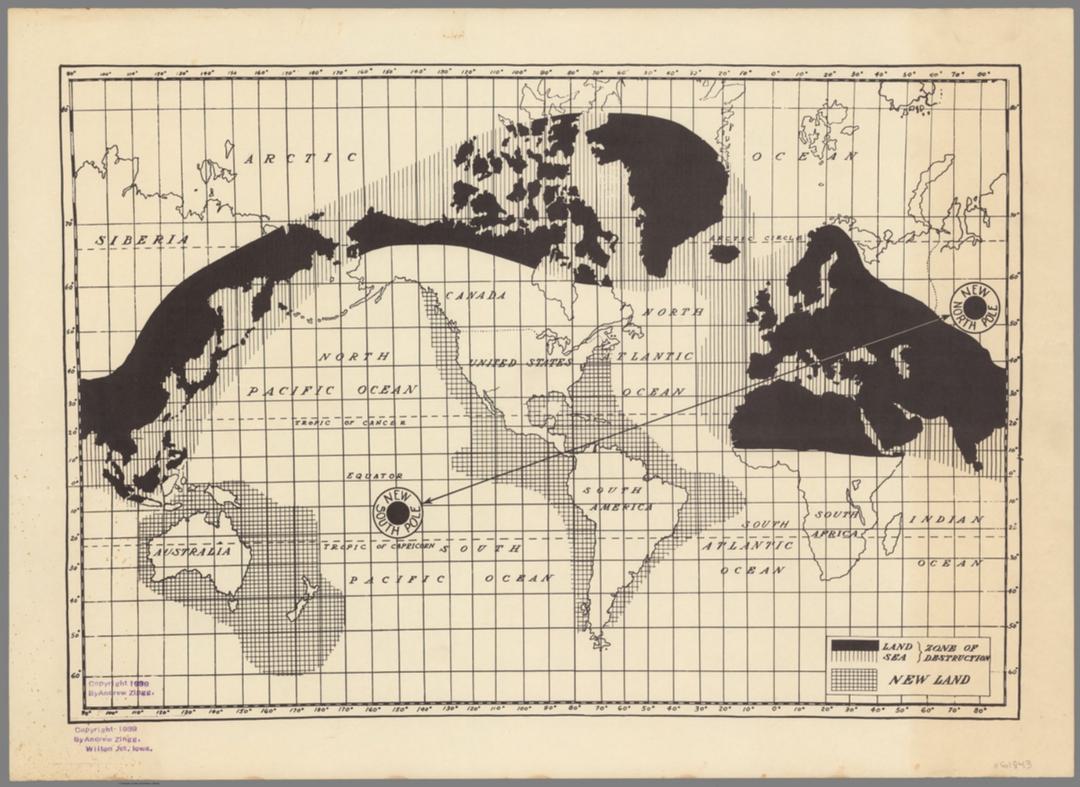 ARCTIC
OCEAN
SIBERIA
ARCTIC CIRCLE
NEW
NORTH POLE
CANADA
NORTH
NORTH
UNITED STATES
ATLANTIC
PACIFIC OCEAN
OCEAN
TROPIC OF CANCER
EQUATOR
NEW
SOUTH POLE
SOUTH
AMERICA
SOUTH
AFRICA
INDIAN
OCEAN
SOUTH
ATLANTIC
OCEAN
AUSTRALIA
TROPIC OF CAPRICORN
SOUTH
PACIFIC OCEAN
LAND
SEA
ZONE OF
DESTRUCTION
NEW LAND
Copyright 1939
By Andrew Zingg.
Copyright 1939
By Andrew Zingg.
Wilton Jct. Iowa.